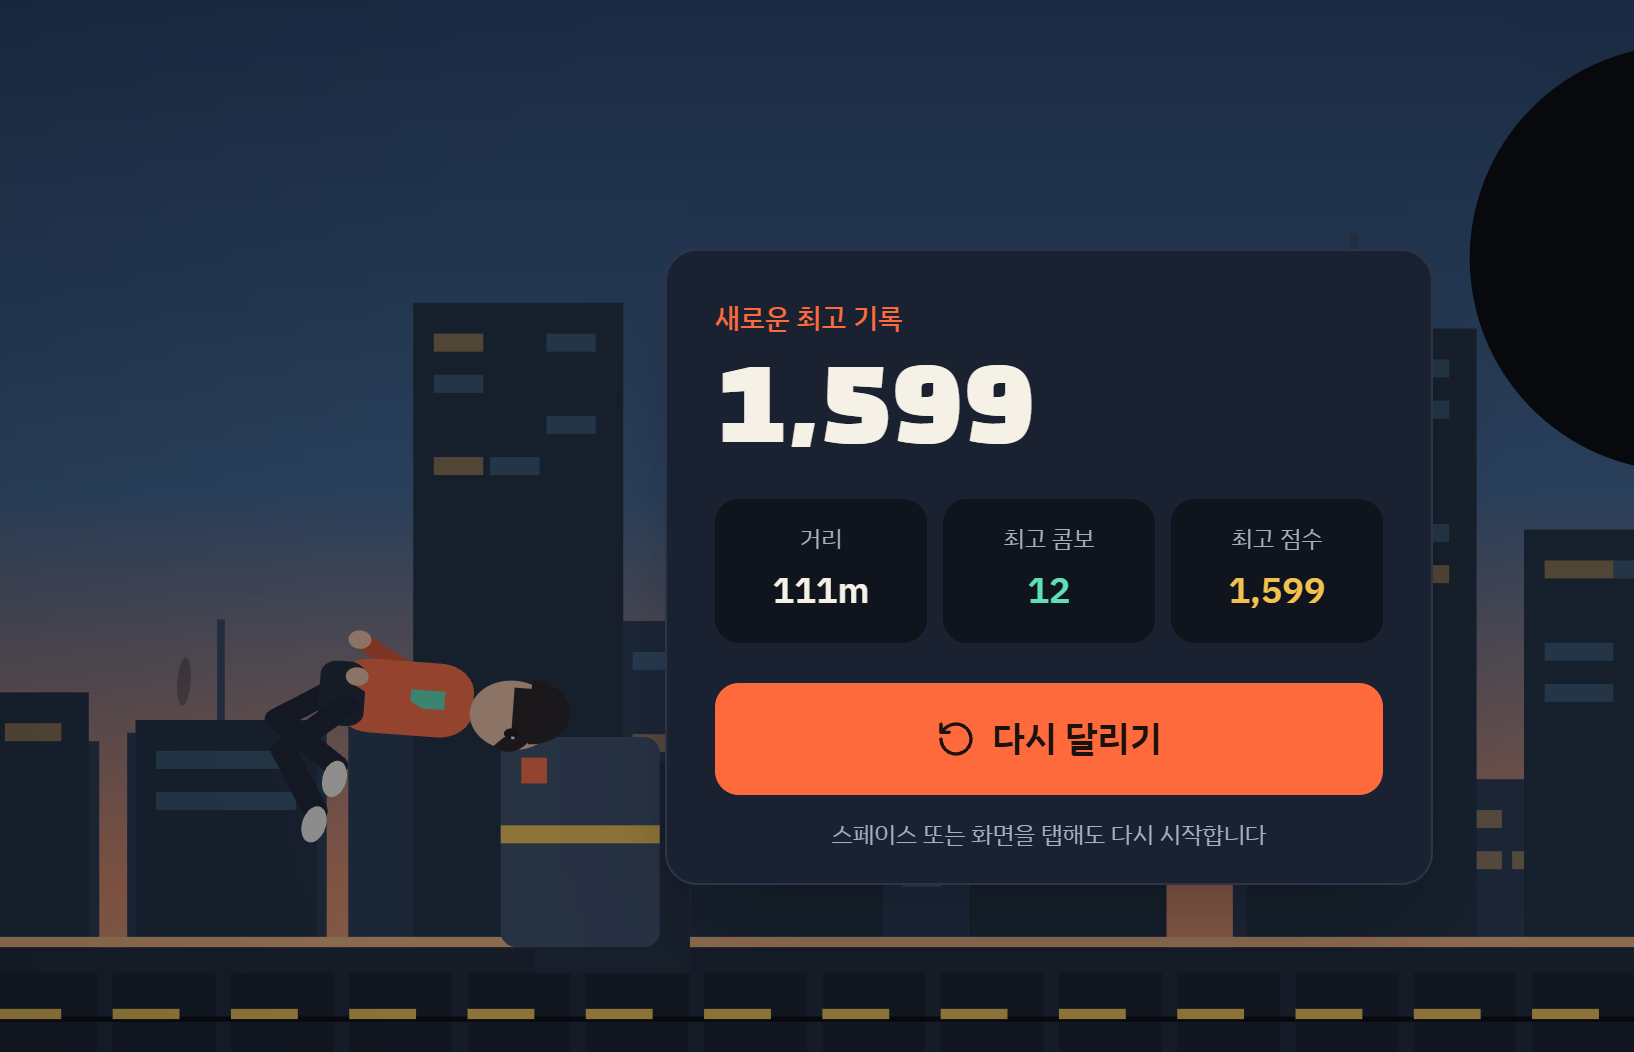 새로운 최고 기록
1,599
거리
111m
최고 콤보
12
최고 점수
1,599
다시 달리기
스페이스 또는 화면을 탭해도 다시 시작합니다